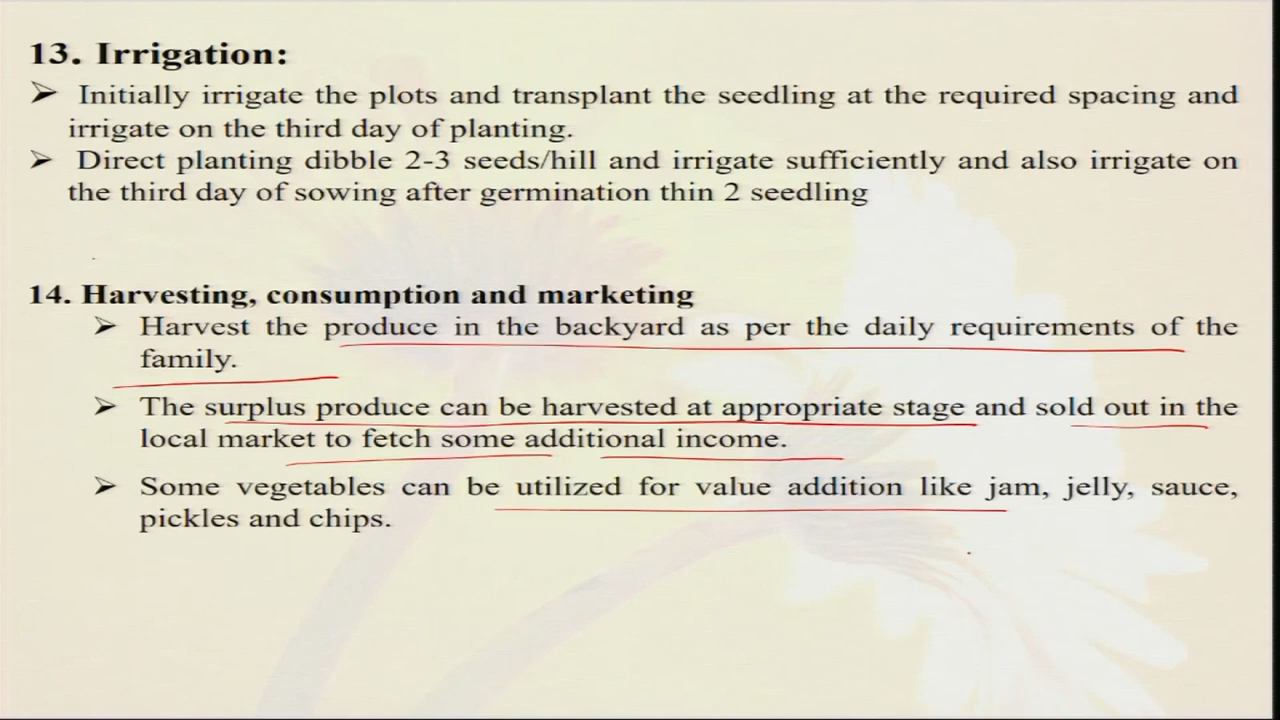 13. Irrigation:
➤ Initially irrigate the plots and transplant the seedling at the required spacing and
irrigate on the third day of planting.
➤ Direct planting dibble 2-3 seeds/hill and irrigate sufficiently and also irrigate on
the third day of sowing after germination thin 2 seedling
14. Harvesting, consumption and marketing
➤ Harvest the produce in the backyard as per the daily requirements of the
family.
➤ The surplus produce can be harvested at appropriate stage and sold out in the
local market to fetch some additional income.
➤ Some vegetables can be utilized for value addition like jam, jelly, sauce,
pickles and chips.